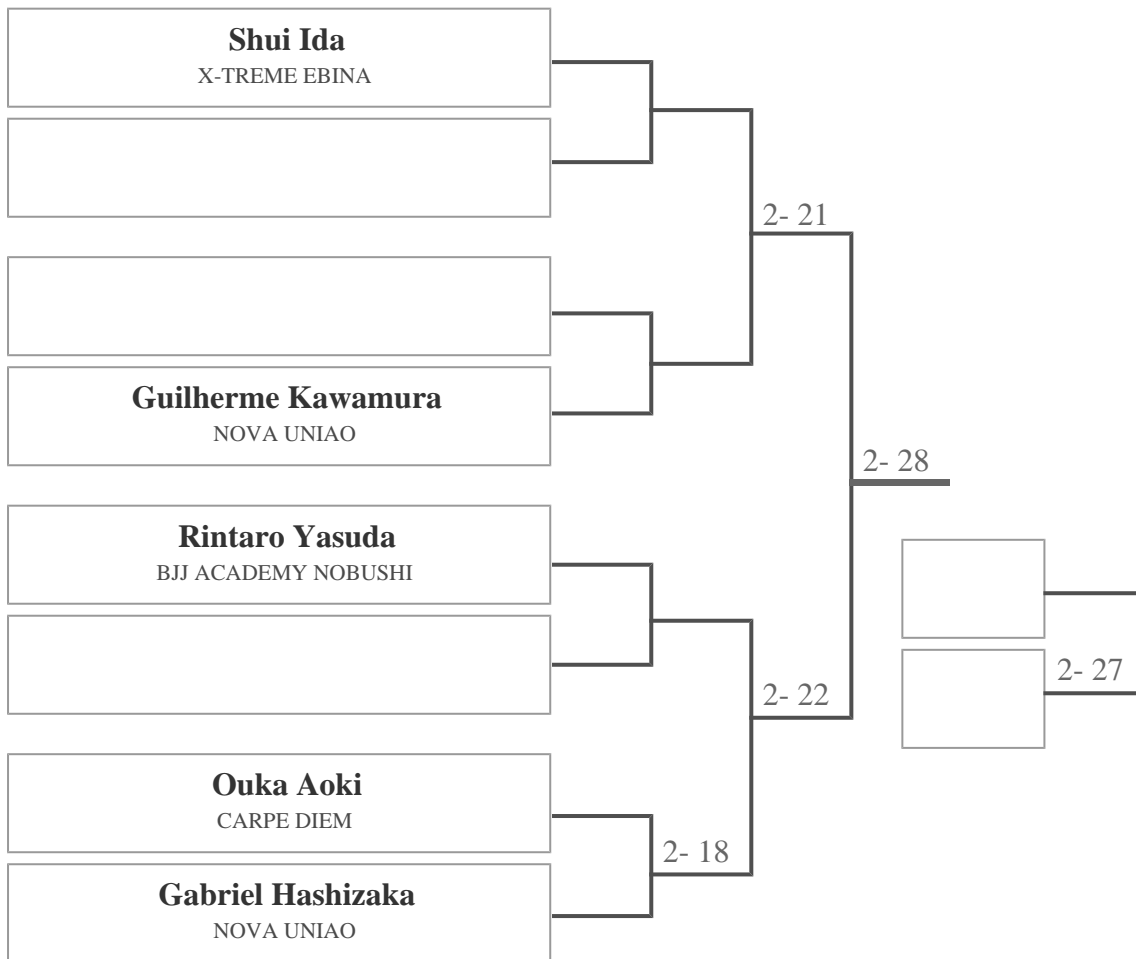 Shui Ida
X-TREME EBINA
2- 21
Guilherme Kawamura
NOVA UNIAO
2- 28
Rintaro Yasuda
BJJ ACADEMY NOBUSHI
2- 27
2- 22
Ouka Aoki
CARPE DIEM
2- 18
Gabriel Hashizaka
NOVA UNIAO